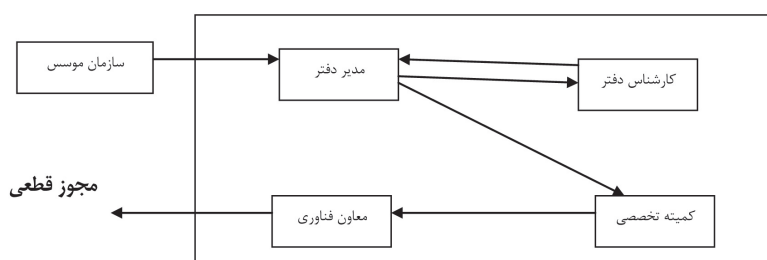 سازمان موسس
مدیر دفتر
کارشناس دفتر
مجوز قطعی
معاون فناوری
کمیته تخصصی